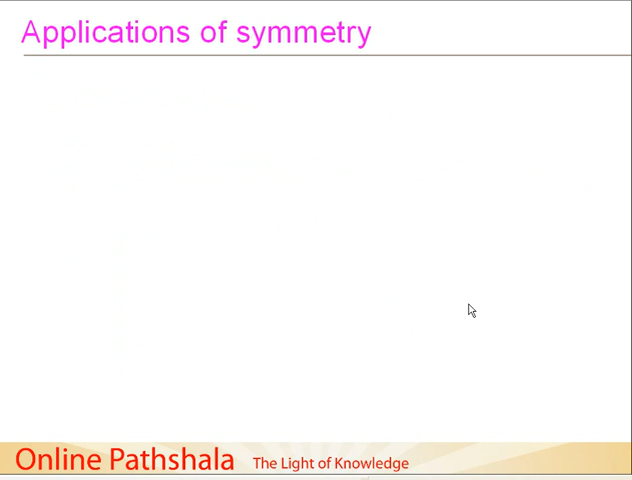 Applications of symmetry
Online Pathshala The Light of Knowledge